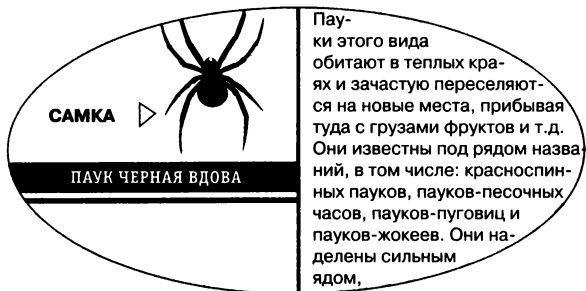 САМКА
ПАУК ЧЕРНАЯ ВДОВА
Пау-
ки этого вида
обитают в теплых кра-
ях и зачастую переселяют-
ся на новые места, прибывая
туда с грузами фруктов и т.д.
Они известны под рядом назва
ний, в том числе: красноспин-
ных пауков, пауков-песочных
часов, пауков-пуговиц и
пауков-жокеев. Они на-
делены сильным
ядом,